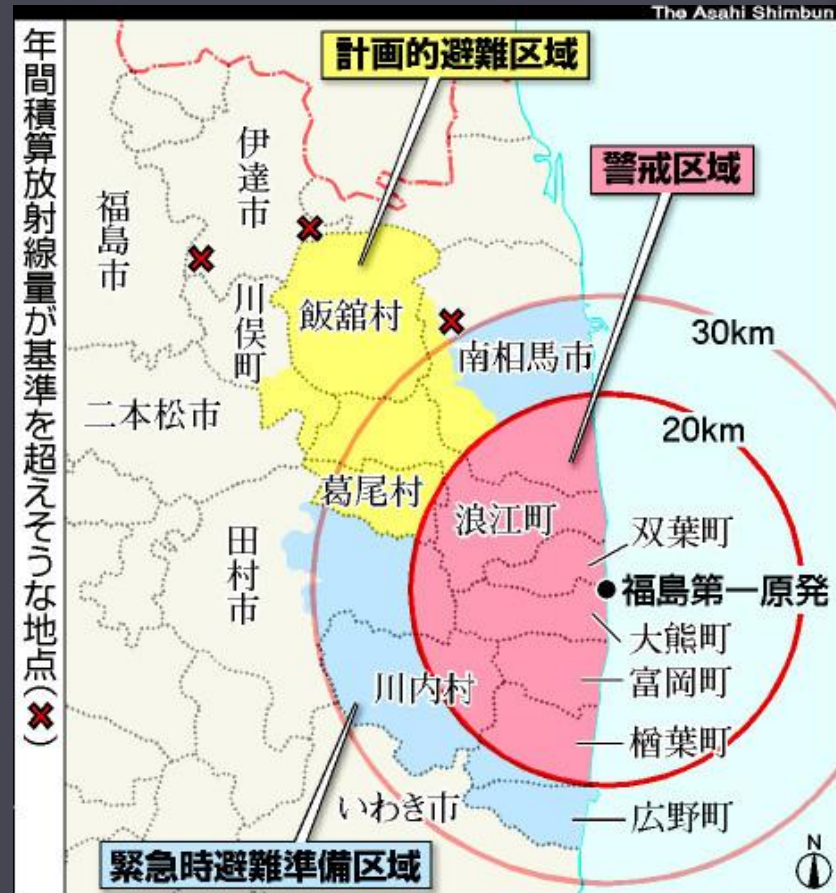 The Asahi Shimbun
年間積算放射線量が基準を超えそうな地点(✖)
計画的避難区域
警戒区域
伊達市
福島市
川俣町
飯舘村
南相馬市
30km
20km
二本松市
葛尾村
浪江町
田村市
双葉町
福島第一原発
大熊町
富岡町
川内村
楢葉町
いわき市
広野町
緊急時避難準備区域
N